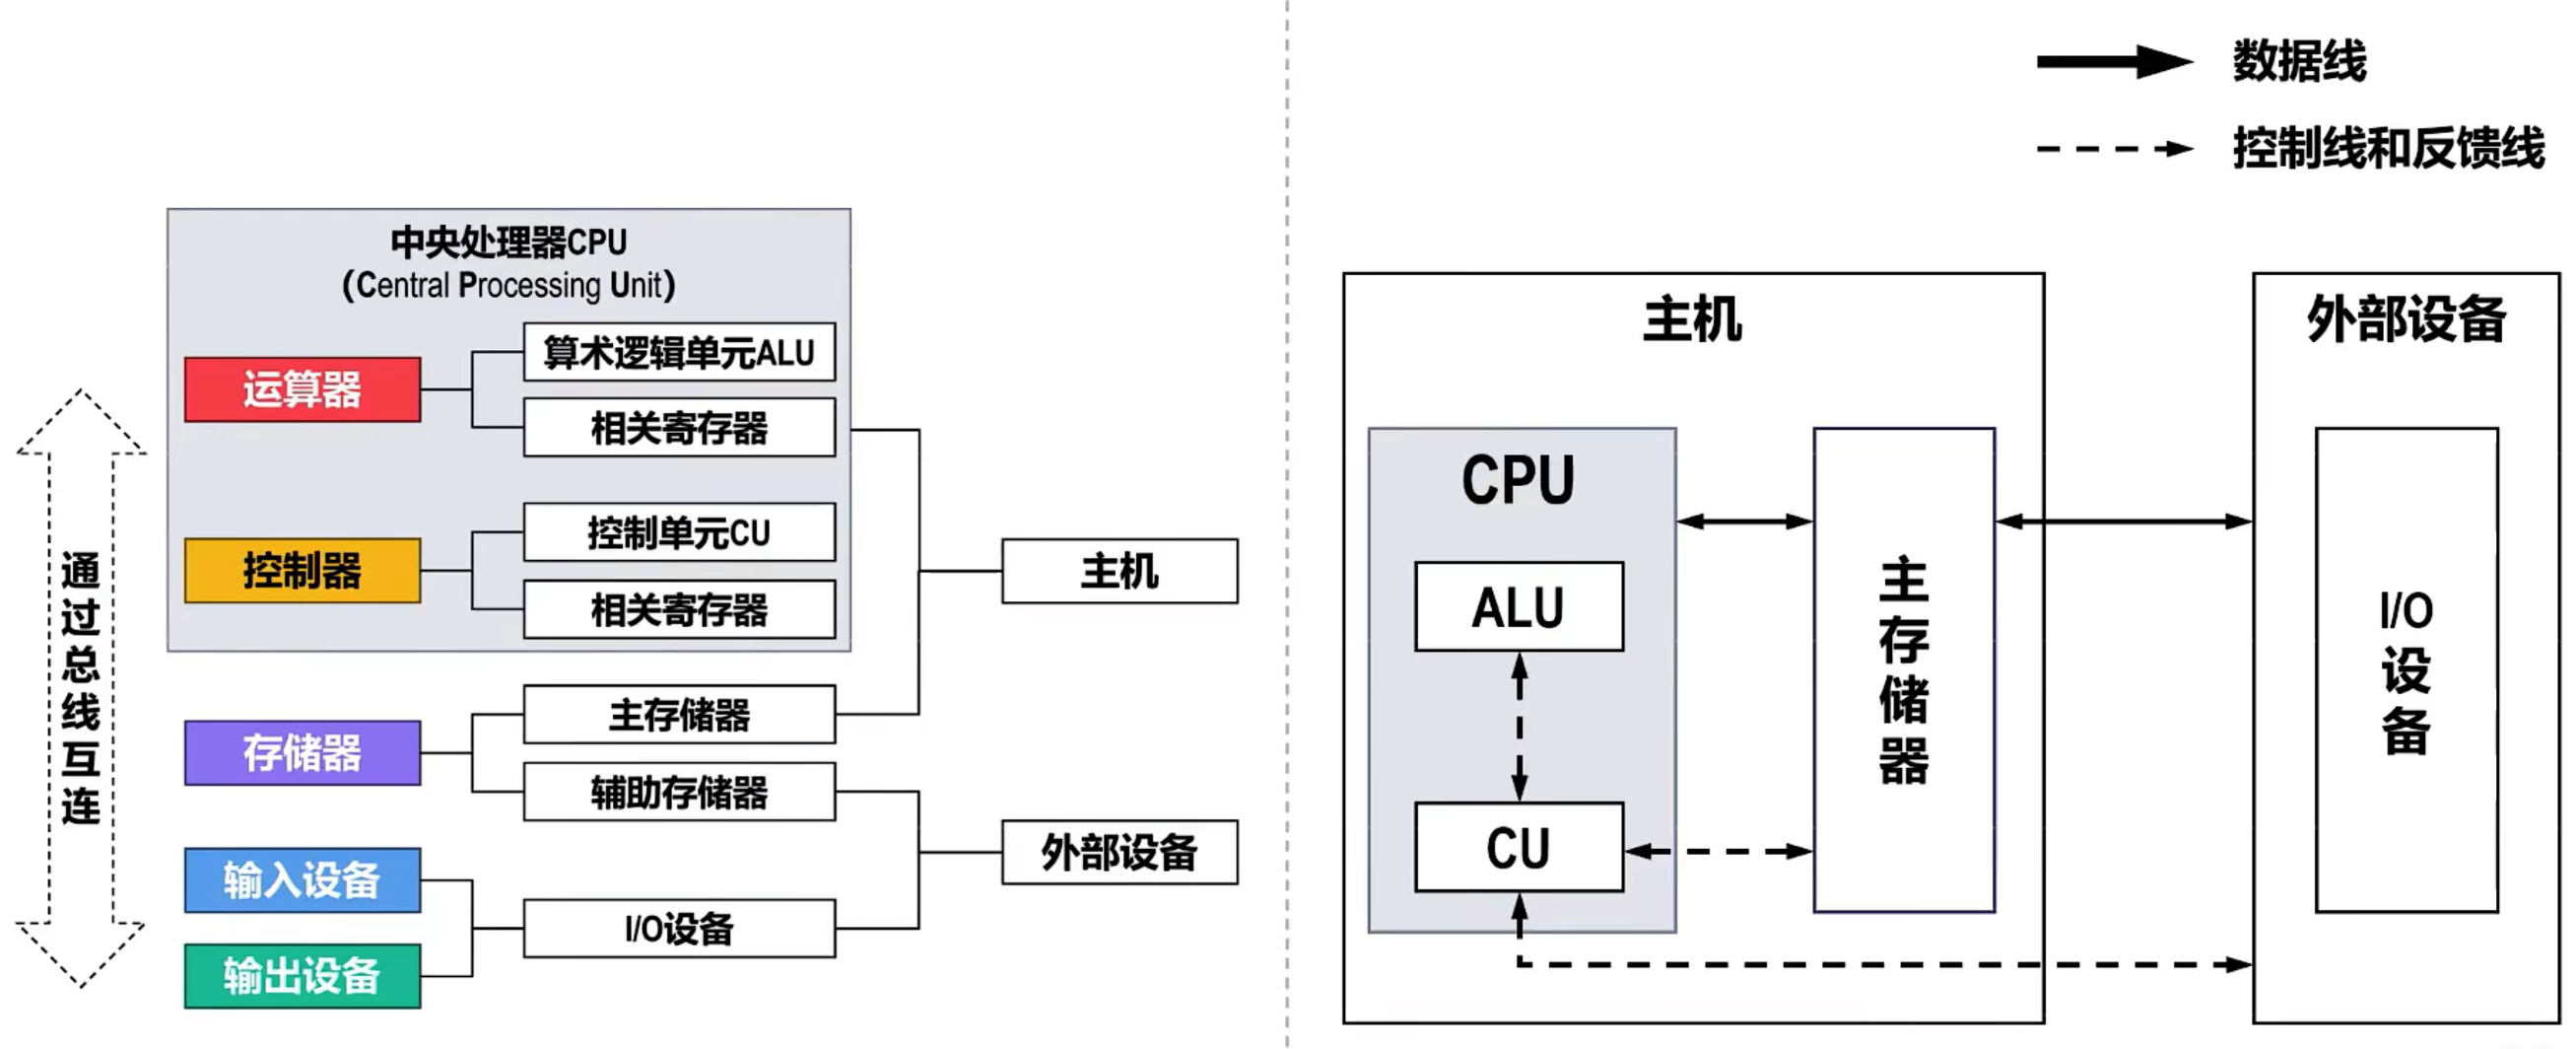 中央处理器CPU
(Central Processing Unit)
运算器
算术逻辑单元ALU
相关寄存器
控制器
控制单元CU
相关寄存器
存储器
主存储器
辅助存储器
输入设备
输出设备
I/O设备
主机
外部设备
通过总线互连
数据线
控制线和反馈线
主机
CPU
ALU
CU
主存储器
外部设备
I/O设备